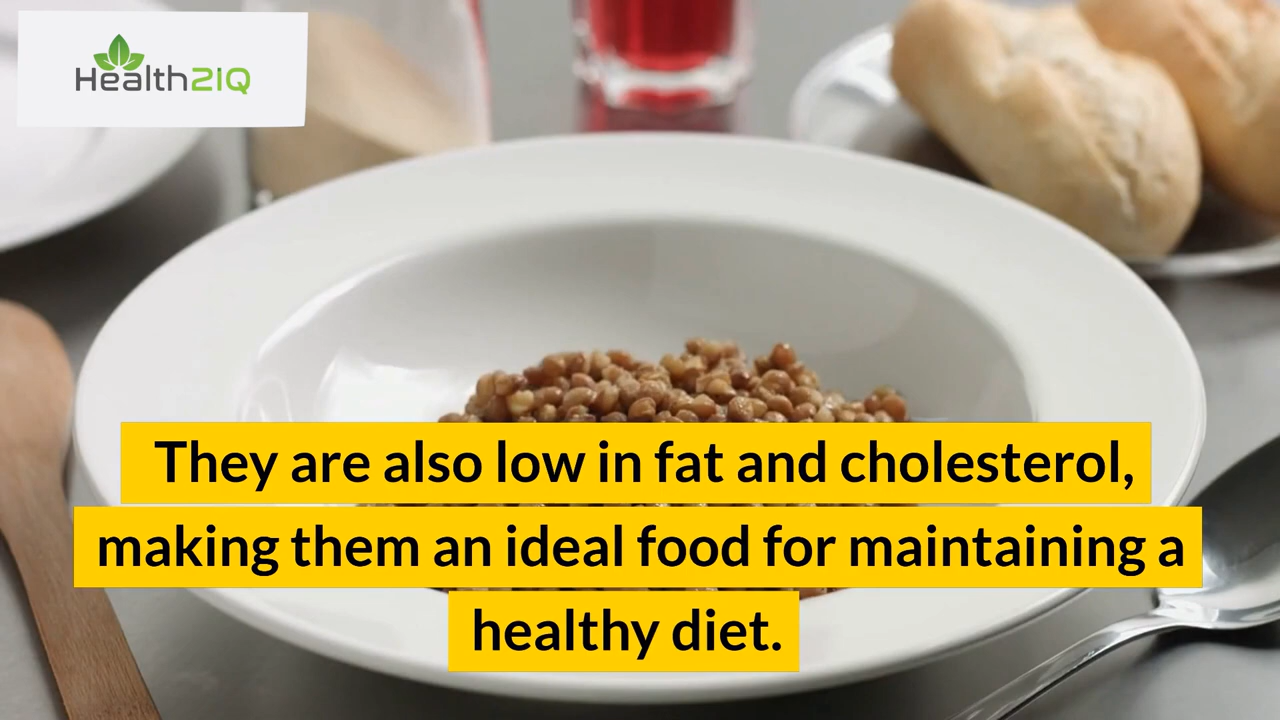 Health2IQ
They are also low in fat and cholesterol,
making them an ideal food for maintaining a
healthy diet.